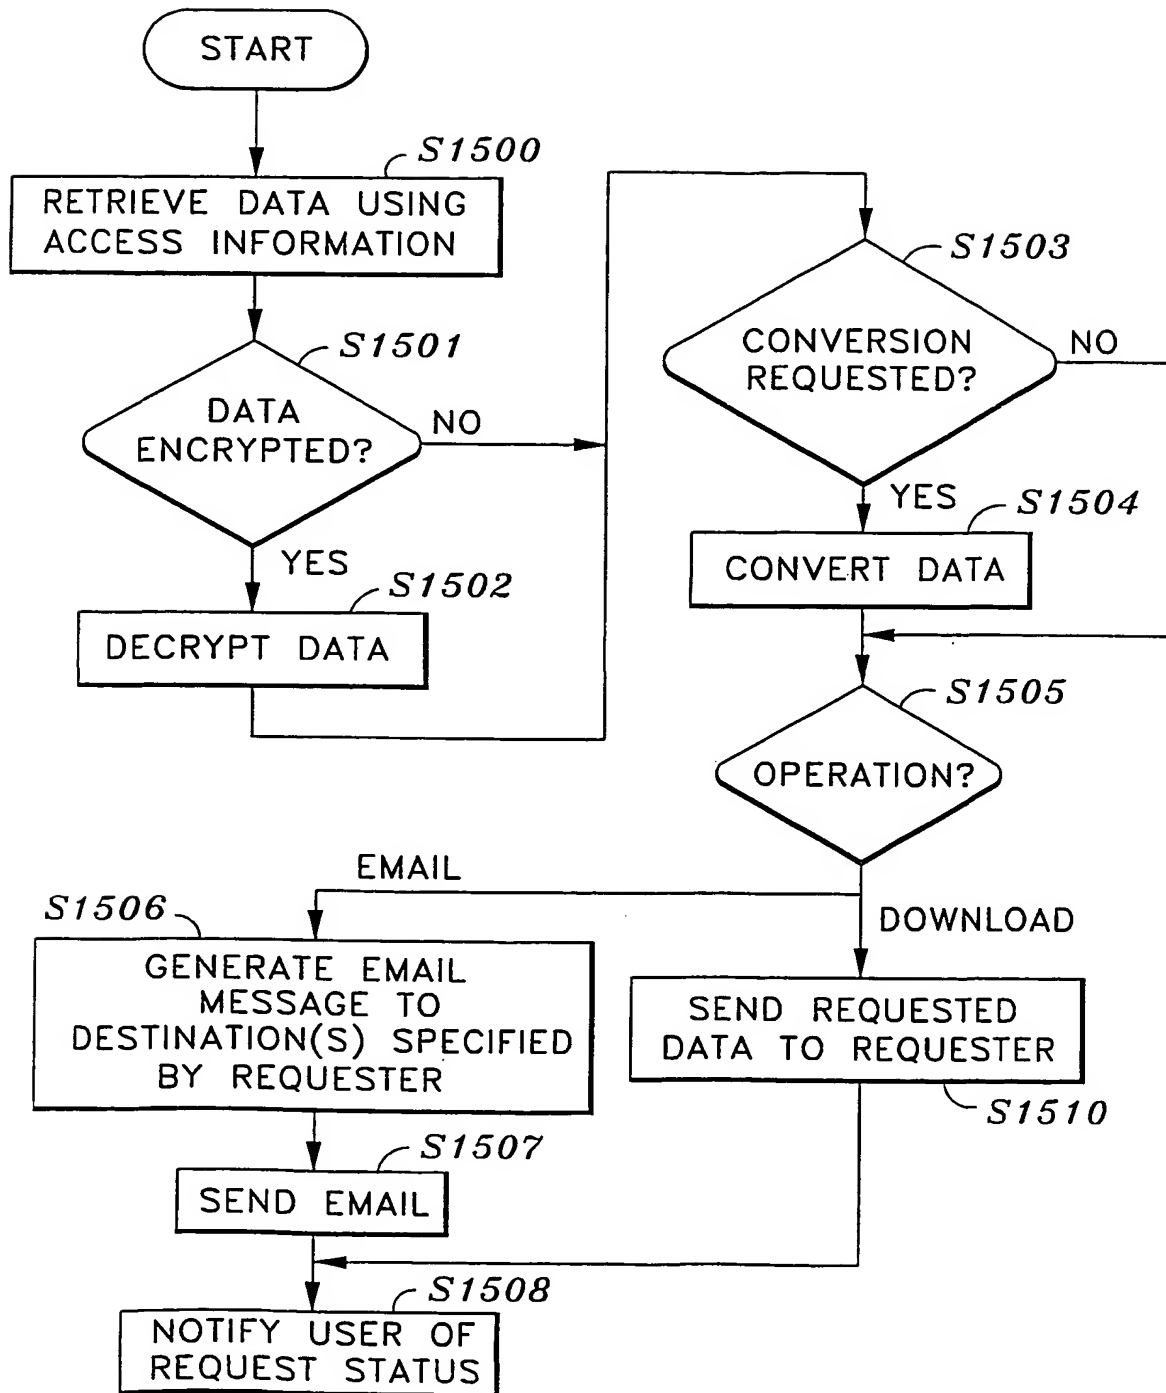 START
S1500
RETRIEVE DATA USING
ACCESS INFORMATION
S1501
DATA
ENCRYPTED?
NO
YES
S1502
DECRYPT DATA
S1503
CONVERSION
REQUESTED?
NO
YES
S1504
CONVERT DATA
S1505
OPERATION?
EMAIL
DOWNLOAD
S1506
GENERATE EMAIL
MESSAGE TO
DESTINATION(S) SPECIFIED
BY REQUESTER
SEND REQUESTED
DATA TO REQUESTER
S1510
S1507
SEND EMAIL
S1508
NOTIFY USER OF
REQUEST STATUS